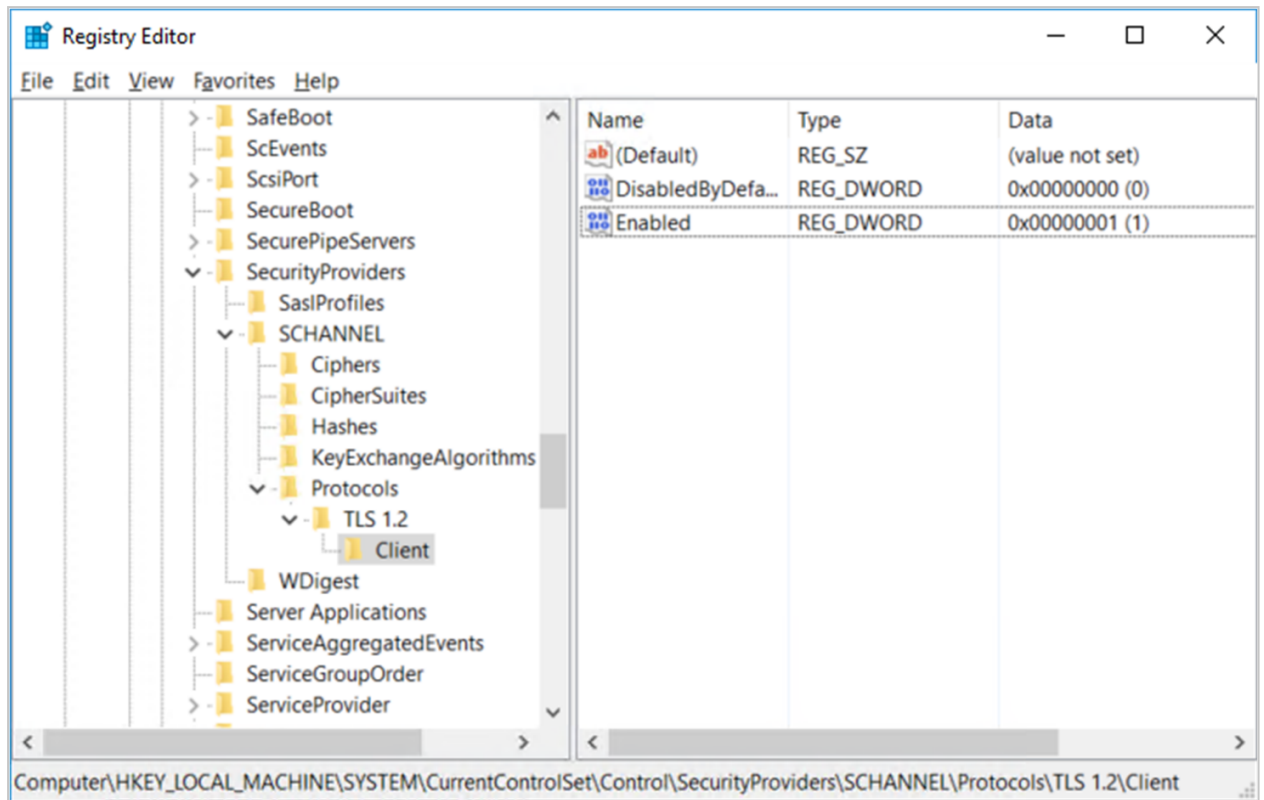 Registry Editor
File Edit View Favorites Help
SafeBoot
ScEvents
ScsiPort
SecureBoot
SecurePipeServers
SecurityProviders
SaslProfiles
SCHANNEL
Ciphers
CipherSuites
Hashes
KeyExchangeAlgorithms
Protocols
TLS 1.2
Client
WDigest
Server Applications
ServiceAggregatedEvents
ServiceGroupOrder
ServiceProvider
Name Type Data
(Default) REG_SZ (value not set)
DisabledByDefa... REG_DWORD 0x00000000 (0)
Enabled REG_DWORD 0x00000001 (1)
Computer\HKEY_LOCAL_MACHINE\SYSTEM\CurrentControlSet\Control\SecurityProviders\SCHANNEL\Protocols\TLS 1.2\Client